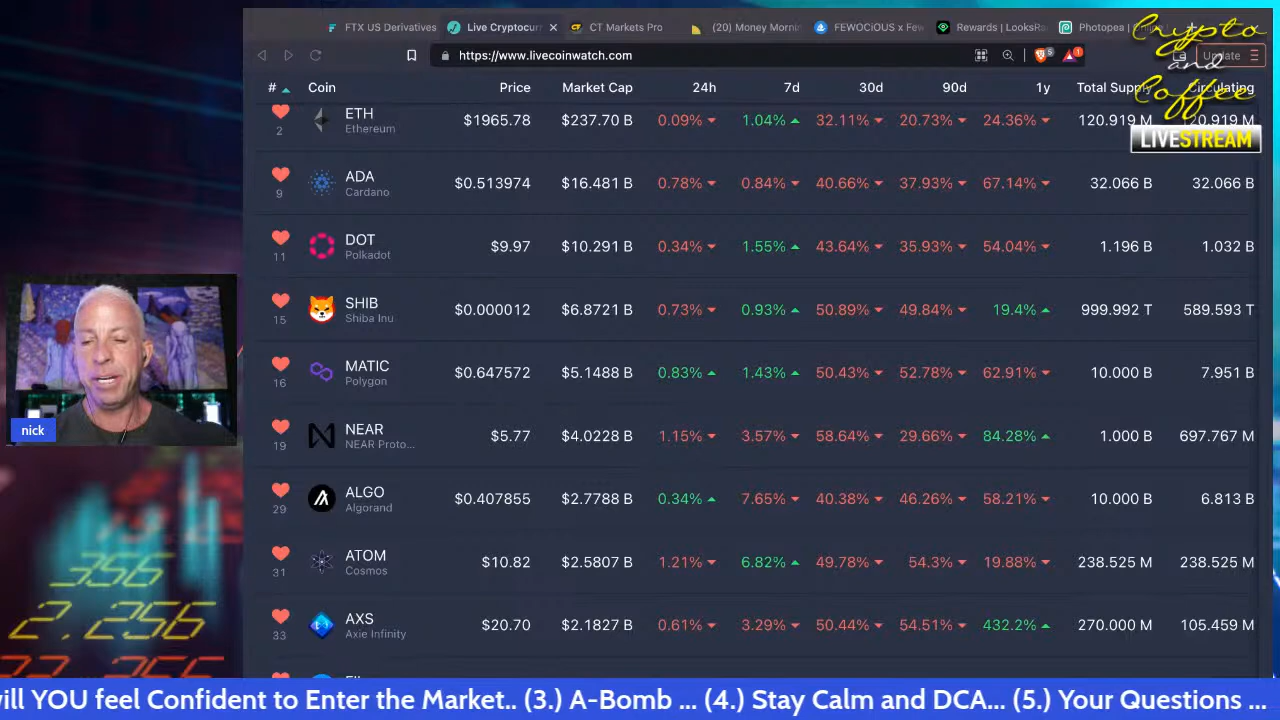 FTX US Derivatives
Live Cryptocurr
CT Markets Pro
(20) Money Morni
FEWOCiOUS x Few
Rewards | LooksRa
Photopea | Onli
Crypto
and
Coffee
LIVESTREAM
https://www.livecoinwatch.com
5
1
Update
# Coin Price Market Cap 24h 7d 30d 90d 1y Total Supply Circulating
ETH $1965.78 $237.70 B 0.09% 1.04% 32.11% 20.73% 24.36% 120.919 M 120.919 M
2 Ethereum
ADA $0.513974 $16.481 B 0.78% 0.84% 40.66% 37.93% 67.14% 32.066 B 32.066 B
9 Cardano
DOT $9.97 $10.291 B 0.34% 1.55% 43.64% 35.93% 54.04% 1.196 B 1.032 B
11 Polkadot
SHIB $0.000012 $6.8721 B 0.73% 0.93% 50.89% 49.84% 19.4% 999.992 T 589.593 T
15 Shiba Inu
MATIC $0.647572 $5.1488 B 0.83% 1.43% 50.43% 52.78% 62.91% 10.000 B 7.951 B
16 Polygon
NEAR $5.77 $4.0228 B 1.15% 3.57% 58.64% 29.66% 84.28% 1.000 B 697.767 M
19 NEAR Proto...
ALGO $0.407855 $2.7788 B 0.34% 7.65% 40.38% 46.26% 58.21% 10.000 B 6.813 B
29 Algorand
ATOM $10.82 $2.5807 B 1.21% 6.82% 49.78% 54.3% 19.88% 238.525 M 238.525 M
31 Cosmos
AXS $20.70 $2.1827 B 0.61% 3.29% 50.44% 54.51% 432.2% 270.000 M 105.459 M
33 Axie Infinity
nick
356
2.256
will YOU feel Confident to Enter the Market.. (3.) A-Bomb ... (4.) Stay Calm and DCA... (5.) Your Questions ...